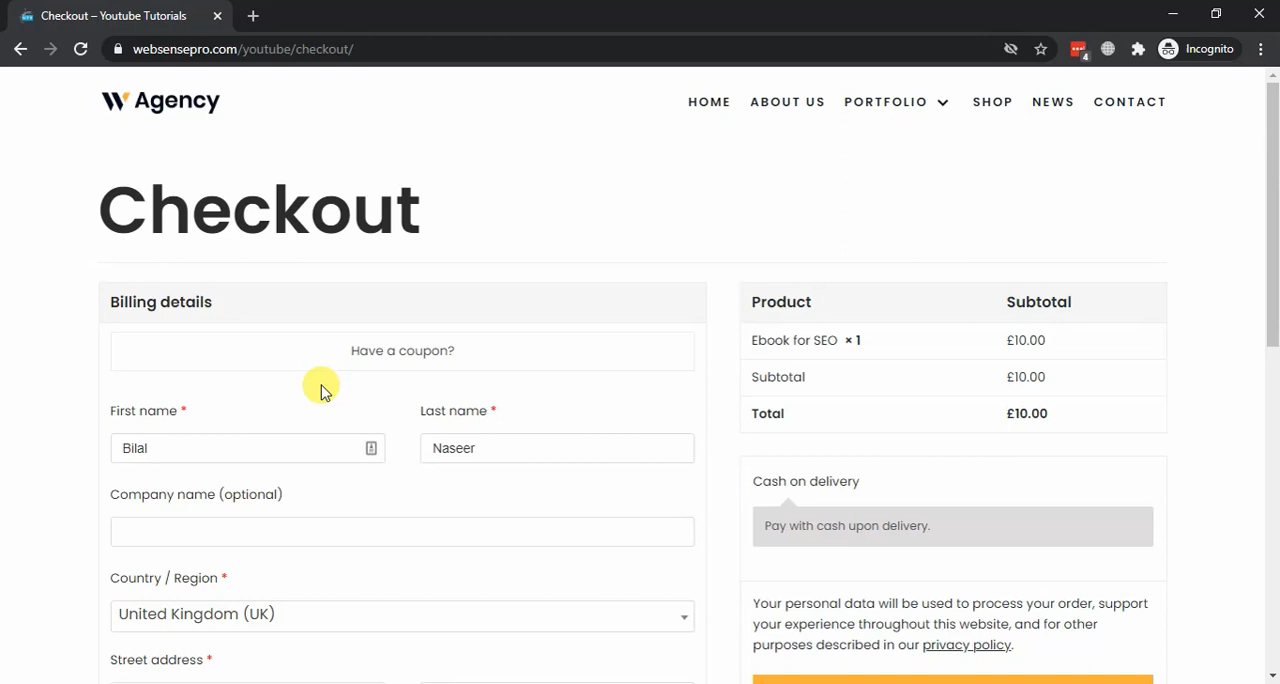 Checkout – Youtube Tutorials
websensepro.com/youtube/checkout/
4
Incognito
Agency
HOME ABOUT US PORTFOLIO SHOP NEWS CONTACT
Checkout
Billing details
Have a coupon?
First name * Last name *
Bilal Naseer
Company name (optional)
Country / Region *
United Kingdom (UK)
Street address *
Product Subtotal
Ebook for SEO × 1 £10.00
Subtotal £10.00
Total £10.00
Cash on delivery
Pay with cash upon delivery.
Your personal data will be used to process your order, support
your experience throughout this website, and for other
purposes described in our privacy policy.